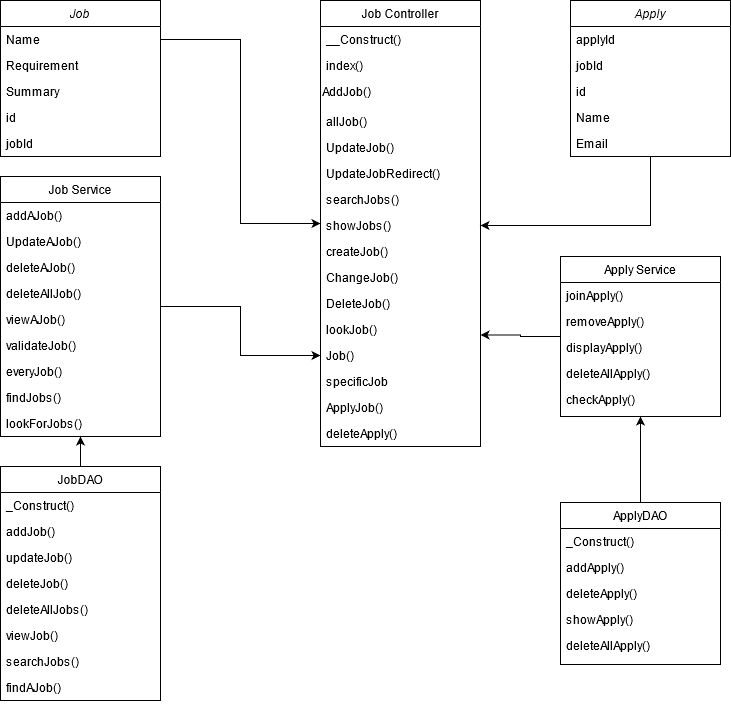 Job
Name
Requirement
Summary
id
jobId
Job Service
addAJob()
UpdateAJob()
deleteAJob()
deleteAllJob()
viewAJob()
validateJob()
everyJob()
findJobs()
lookForJobs()
JobDAO
_Construct()
addJob()
updateJob()
deleteJob()
deleteAllJobs()
viewJob()
searchJobs()
findAJob()
Job Controller
__Construct()
index()
AddJob()
allJob()
UpdateJob()
UpdateJobRedirect()
searchJobs()
showJobs()
createJob()
ChangeJob()
DeleteJob()
lookJob()
Job()
specificJob
ApplyJob()
deleteApply()
Apply
applyId
jobId
id
Name
Email
Apply Service
joinApply()
removeApply()
displayApply()
deleteAllApply()
checkApply()
ApplyDAO
_Construct()
addApply()
deleteApply()
showApply()
deleteAllApply()